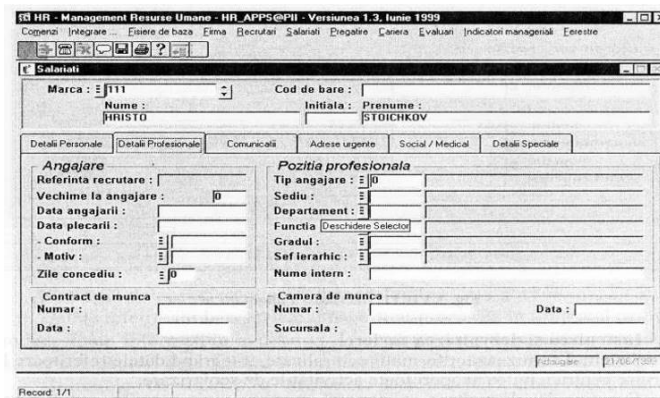 HR - Management Resurse Umane - HR_APPS@PII - Versiunea 1.3, Iunie 1999
Comenzi Integrare ... Fisiere de baza Firma Recrutari Salariati Pregatire Cariera Evaluari Indicatori manageriali Ferestre
Salariati
Marca : 111 Cod de bare :
Nume : Initiala : Prenume :
HRISTO STOICHKOV
Detalii Personale Detalii Profesionale Comunicatii Adrese urgente Social / Medical Detalii Speciale
Angajare Pozitia profesionala
Referinta recrutare : Tip angajare : 0
Vechime la angajare : 0 Sediu :
Data angajarii : Departament :
Data plecarii : Functia Deschidere Selector
- Conform : Gradul :
- Motiv : Sef ierarhic :
Zile concediu : 0 Nume intern :
Contract de munca Camera de munca
Numar : Numar : Data :
Data : Sucursala :
Record: 1/1